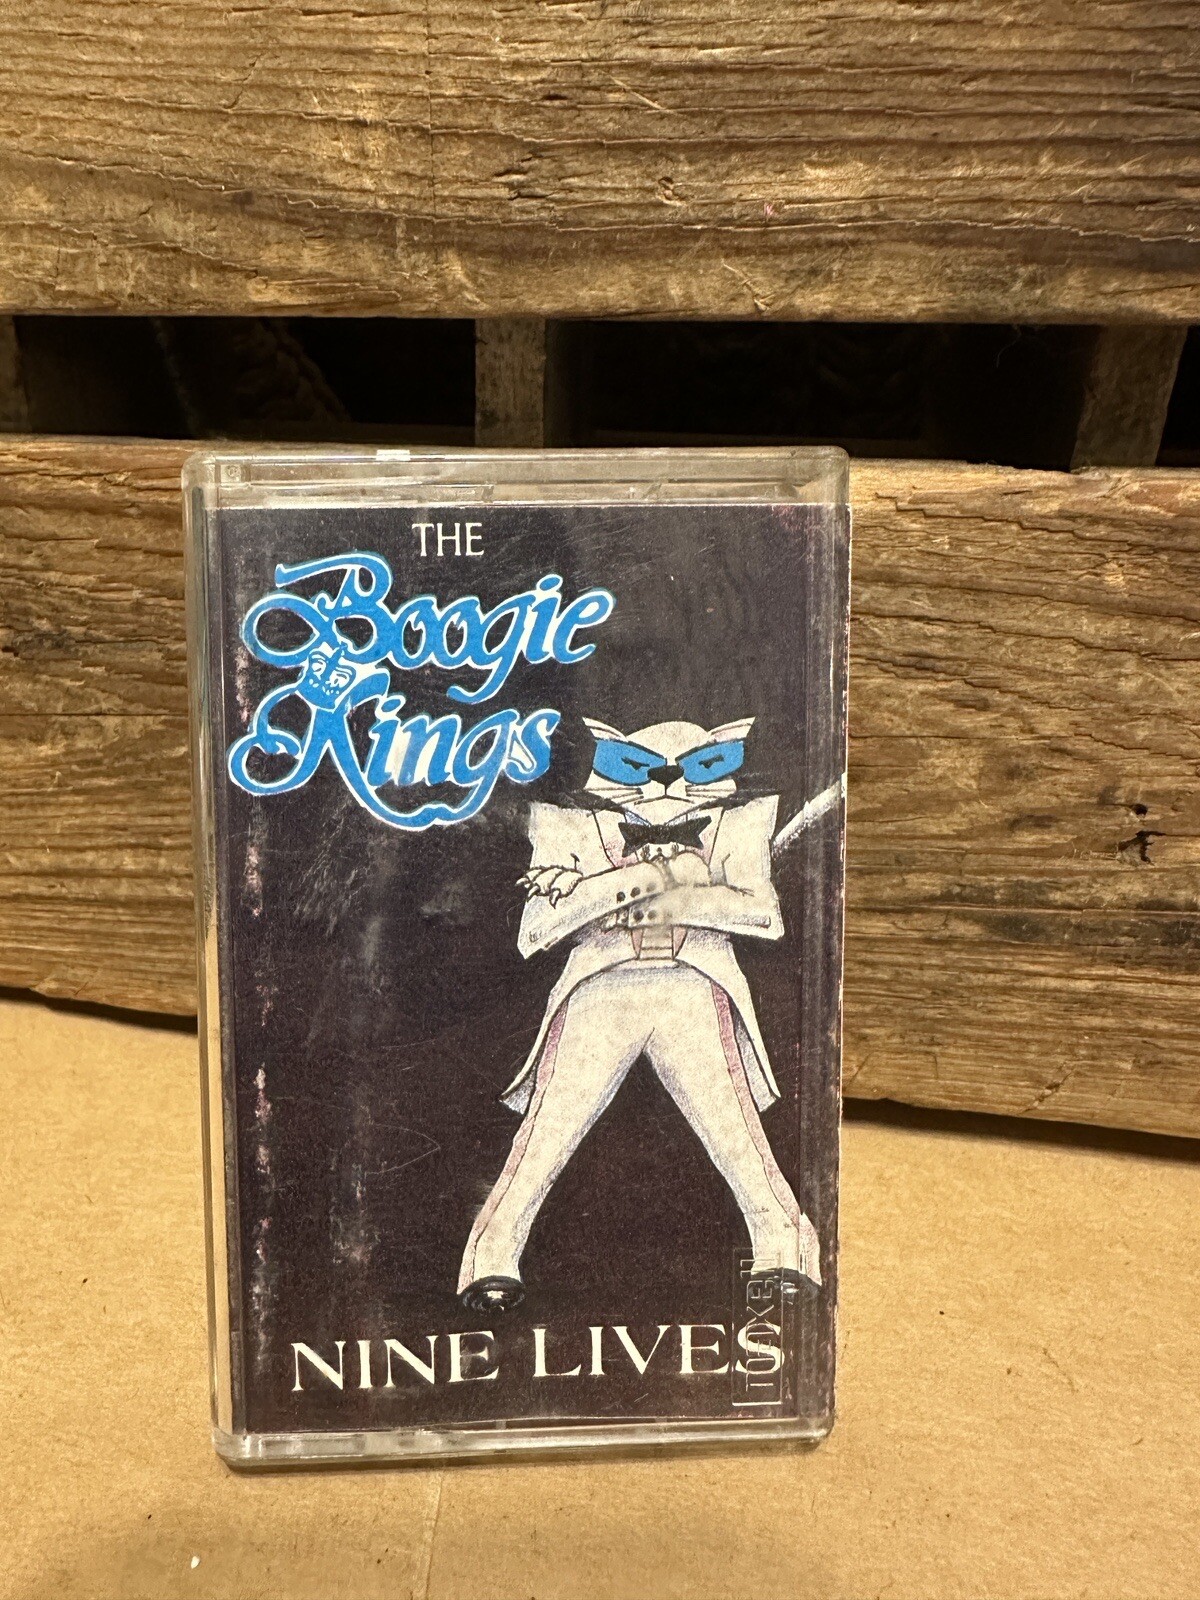 THE
Boogie
Kings
NINE LIVES